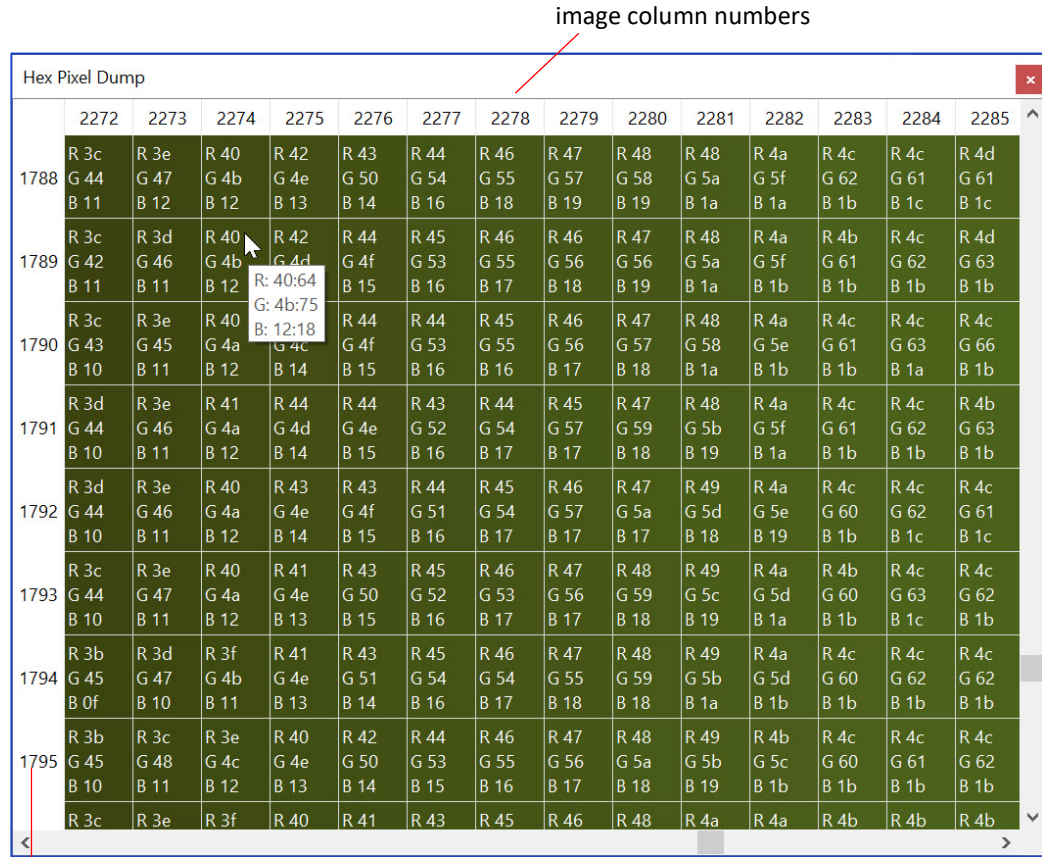 image column numbers
Hex Pixel Dump
2272 2273 2274 2275 2276 2277 2278 2279 2280 2281 2282 2283 2284 2285
R 3c R 3e R 40 R 42 R 43 R 44 R 46 R 47 R 48 R 48 R 4a R 4c R 4c R 4d
1788 G 44 G 47 G 4b G 4e G 50 G 54 G 55 G 57 G 58 G 5a G 5f G 62 G 61 G 61
B 11 B 12 B 12 B 13 B 14 B 16 B 18 B 19 B 19 B 1a B 1a B 1b B 1c B 1c
R 3c R 3d R 40 R 42 R 44 R 45 R 46 R 46 R 47 R 48 R 4a R 4b R 4c R 4d
1789 G 42 G 46 G 4b G 4d G 4f G 53 G 55 G 56 G 56 G 5a G 5f G 61 G 62 G 63
B 11 B 11 B 12 B 15 B 16 B 17 B 18 B 19 B 1a B 1b B 1b B 1b B 1b
R: 40:64
G: 4b:75
B: 12:18
R 3c R 3e R 40 R 44 R 44 R 45 R 46 R 47 R 48 R 4a R 4c R 4c R 4c
1790 G 43 G 45 G 4a G 4c G 4f G 53 G 55 G 56 G 57 G 58 G 5e G 61 G 63 G 66
B 10 B 11 B 12 B 14 B 15 B 16 B 16 B 17 B 18 B 1a B 1b B 1b B 1a B 1b
R 3d R 3e R 41 R 44 R 44 R 43 R 44 R 45 R 47 R 48 R 4a R 4c R 4c R 4b
1791 G 44 G 46 G 4a G 4d G 4e G 52 G 54 G 57 G 59 G 5b G 5f G 61 G 62 G 63
B 10 B 11 B 12 B 14 B 15 B 16 B 17 B 17 B 18 B 19 B 1a B 1b B 1b B 1b
R 3d R 3e R 40 R 43 R 43 R 44 R 45 R 46 R 47 R 49 R 4a R 4c R 4c R 4c
1792 G 44 G 46 G 4a G 4e G 4f G 51 G 54 G 57 G 5a G 5d G 5e G 60 G 62 G 61
B 10 B 11 B 12 B 14 B 15 B 16 B 17 B 17 B 17 B 18 B 19 B 1b B 1c B 1c
R 3c R 3e R 40 R 41 R 43 R 45 R 46 R 47 R 48 R 49 R 4a R 4b R 4c R 4c
1793 G 44 G 47 G 4a G 4e G 50 G 52 G 53 G 56 G 59 G 5c G 5d G 60 G 63 G 62
B 10 B 11 B 12 B 13 B 15 B 16 B 17 B 17 B 18 B 19 B 1a B 1b B 1c B 1b
R 3b R 3d R 3f R 41 R 43 R 45 R 46 R 47 R 48 R 49 R 4a R 4c R 4c R 4c
1794 G 45 G 47 G 4b G 4e G 51 G 54 G 54 G 55 G 59 G 5b G 5d G 60 G 62 G 62
B 0f B 10 B 11 B 13 B 14 B 16 B 17 B 18 B 18 B 1a B 1b B 1b B 1b B 1b
R 3b R 3c R 3e R 40 R 42 R 44 R 46 R 47 R 48 R 49 R 4b R 4c R 4c R 4c
1795 G 45 G 48 G 4c G 4e G 50 G 53 G 55 G 56 G 5a G 5b G 5c G 60 G 61 G 62
B 10 B 11 B 12 B 13 B 14 B 15 B 16 B 17 B 18 B 19 B 1b B 1b B 1b B 1b
R 3c R 3e R 3f R 40 R 41 R 43 R 45 R 46 R 48 R 4a R 4a R 4b R 4b R 4b